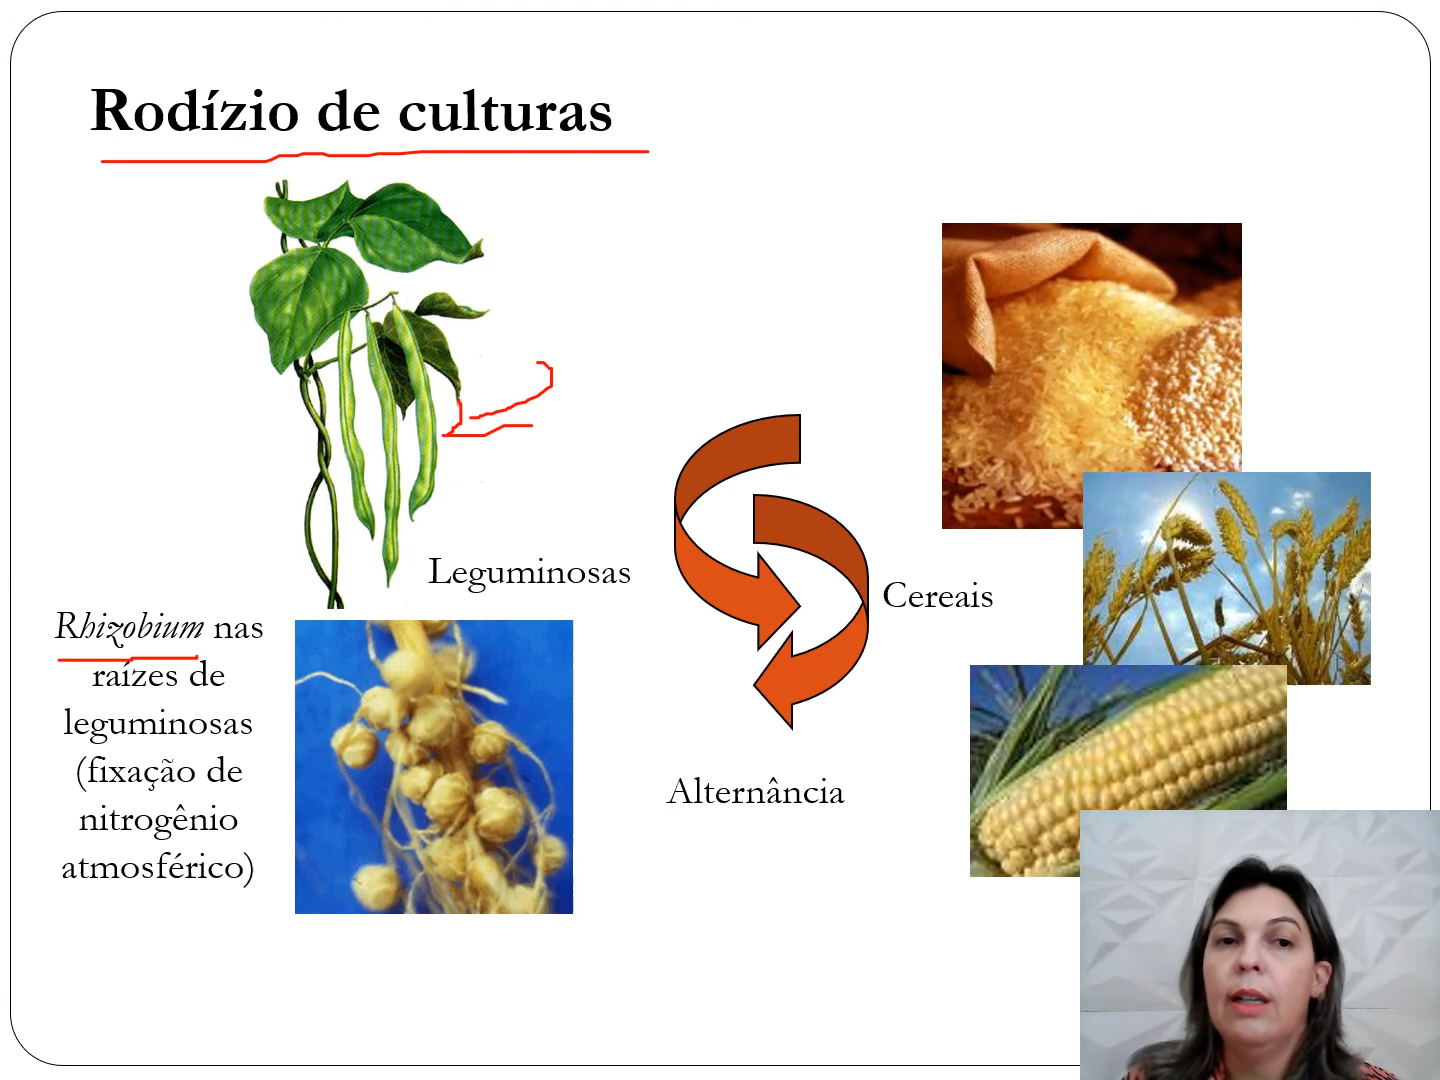 Rodízio de culturas
Leguminosas
Cereais
Rhizobium nas
raízes de
leguminosas
(fixação de
nitrogênio
atmosférico)
Alternância